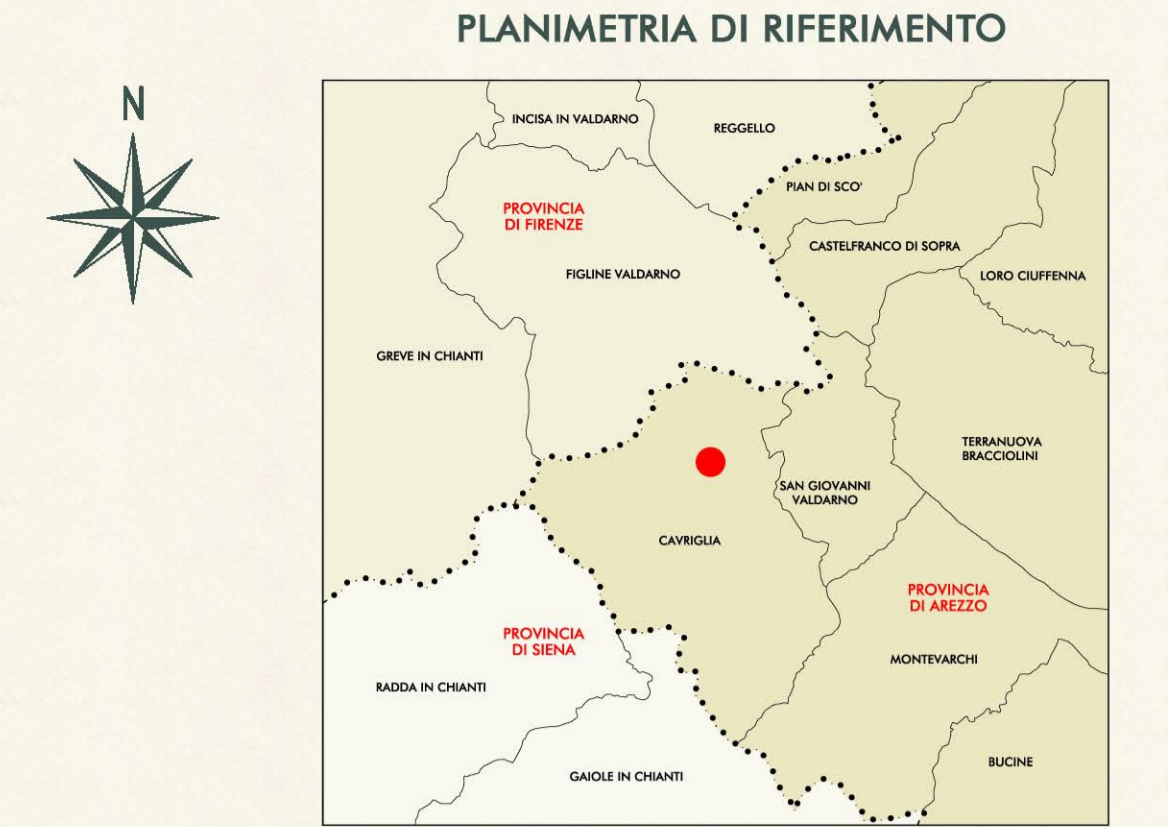 PLANIMETRIA DI RIFERIMENTO
N
INCISA IN VALDARNO
REGGELLO
PIAN DI SCO'
PROVINCIA
DI FIRENZE
CASTELFRANCO DI SOPRA
FIGLINE VALDARNO
LORO CIUFFENNA
GREVE IN CHIANTI
TERRANUOVA
BRACCIOLINI
SAN GIOVANNI
VALDARNO
CAVRIGLIA
PROVINCIA
DI AREZZO
PROVINCIA
DI SIENA
MONTEVARCHI
RADDA IN CHIANTI
BUCINE
GAIOLE IN CHIANTI